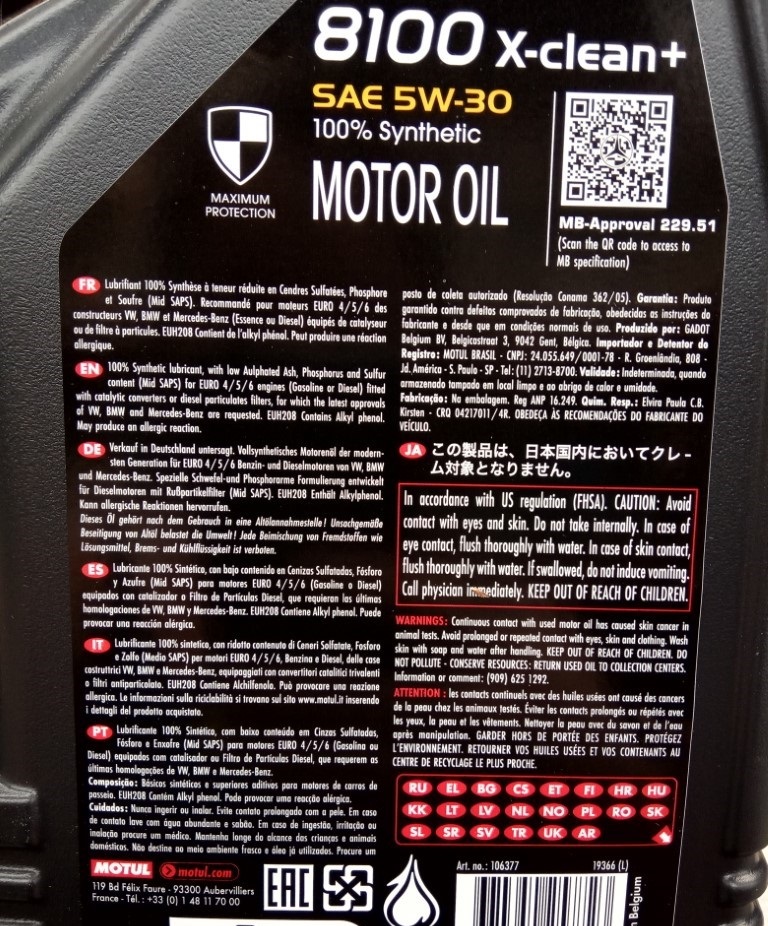 8100 X-clean+
SAE 5W-30
100% Synthetic
MOTOR OIL
MAXIMUM
PROTECTION
MB-Approval 229.51
(Scan the QR code to access to
MB specification)
FR Lubrifiant 100% Synthèse à teneur réduite en Cendres Sulfatées, Phosphore
et Soufre (Mid SAPS). Recommandé pour moteurs EURO 4/5/6 des
constructeurs VW, BMW et Mercedes-Benz (Essence ou Diesel) équipés de catalyseur
ou de filtre à particules. EUH208 Contient de l'alkyl phénol. Peut produire une réaction
allergique.
EN 100% Synthetic lubricant, with low Aulphated Ash, Phosphorus and Sulfur
content (Mid SAPS) for EURO 4/5/6 engines (Gasoline or Diesel) fitted
with catalytic converters or diesel particulates filters, for which the latest approvals
of VW, BMW and Mercedes-Benz are requested. EUH208 Contains Alkyl phenol.
May produce an allergic reaction.
DE Verkauf in Deutschland untersagt. Vollsynthetisches Motorenöl der modern-
sten Generation für EURO 4/5/6 Benzin- und Dieselmotoren von VW, BMW
und Mercedes-Benz. Spezielle Schwefel-und Phosphorarme Formulierung entwickelt
für Dieselmotoren mit Rußpartikelfilter (Mid SAPS). EUH208 Enthält Alkylphenol.
Kann allergische Reaktionen hervorrufen.
Dieses Öl gehört nach dem Gebrauch in eine Altölannahmestelle! Unsachgemäße
Beseitigung von Altöl belastet die Umwelt! Jede Beimischung von Fremdstoffen wie
Lösungsmittel, Brems- und Kühlflüssigkeit ist verboten.
ES Lubricante 100% Sintético, con bajo contenido en Cenizas Sulfatadas, Fósforo
y Azufre (Mid SAPS) para motores EURO 4/5/6 (Gasolina o Diesel)
equipados con catalizador o Filtro de Partículas Diesel, que requieran las últimas
homologaciones de VW, BMW y Mercedes-Benz. EUH208 Contiene Alkyl phenol. Puede
provocar una reacción alérgica.
IT Lubrificante 100% sintetico, con ridotto contenuto di Ceneri Solfatate, Fosforo
e Zolfo (Medio SAPS) per motori EURO 4/5/6, Benzina e Diesel, delle case
costruttrici VW, BMW e Mercedes-Benz, equipaggiati con convertitori catalitici trivalenti
o filtri antiparticolato. EUH208 Contiene Alchilfenolo. Può provocare una reazione
allergica. Le informazioni sulla riciclabilità si trovano sul sito www.motul.it inserendo
i dettagli del prodotto acquistato.
PT Lubrificante 100% Sintético, com baixo conteúdo em Cinzas Sulfatadas,
Fósforo e Enxofre (Mid SAPS) para motores EURO 4/5/6 (Gasolina ou
Diesel) equipados com catalisador ou Filtro de Partículas Diesel, que requerem as
últimas homologações de VW, BMW e Mercedes-Benz.
Composição: Básicos sintéticos e superiores aditivos para motores de carros de
passeio. EUH208 Contém Alkyl phenol. Pode provocar uma reacção alérgica.
Cuidados: Nunca ingerir ou inalar. Evite contato prolongado com a pele. Em caso
de contato lave com água abundante e sabão. Em caso de ingestão, irritação ou
inalação procure um médico. Mantenha longe do alcance das crianças e animais
domésticos. Não destine ao meio ambiente frasco e óleo já utilizados. Procure um
posto de coleta autorizado (Resolução Conama 362/05). Garantia: Produto
garantido contra defeitos comprovados de fabricação, obedecidas as instruções do
fabricante e desde que em condições normais de uso. Produzido por: GADOT
Belgium BV, Belgicastraat 3, 9042 Gent, Bélgica. Importador e Detentor do
Registro: MOTUL BRASIL - CNPJ: 24.055.649/0001-78 - R. Groenlândia, 808 -
Jd. América - S. Paulo - SP - Tel: (11) 2713-8700. Validade: Indeterminada, quando
armazenado tampado em local limpo e ao abrigo de calor e umidade.
Fabricação: Na embalagem. Reg ANP 16.249. Quím. Resp.: Elvira Paula C.B.
Kirsten - CRQ 04217011/4R. OBEDEÇA ÀS RECOMENDAÇÕES DO FABRICANTE DO
VEÍCULO.
JA この製品は、日本国内においてクレー
ム対象となりません。
In accordance with US regulation (FHSA). CAUTION: Avoid
contact with eyes and skin. Do not take internally. In case of
eye contact, flush thoroughly with water. In case of skin contact,
flush thoroughly with water. If swallowed, do not induce vomiting.
Call physician immediately. KEEP OUT OF REACH OF CHILDREN.
WARNINGS: Continuous contact with used motor oil has caused skin cancer in
animal tests. Avoid prolonged or repeated contact with eyes, skin and clothing. Wash
skin with soap and water after handling. KEEP OUT OF REACH OF CHILDREN. DO
NOT POLLUTE - CONSERVE RESOURCES: RETURN USED OIL TO COLLECTION CENTERS.
Information or comment: (909) 625 1292.
ATTENTION : les contacts continuels avec des huiles usées ont causé des cancers
de la peau chez les animaux testés. Éviter les contacts prolongés ou répétés avec
les yeux, la peau et les vêtements. Nettoyer la peau avec du savon et de l'eau
après manipulation. GARDER HORS DE PORTÉE DES ENFANTS. PROTÉGEZ
L'ENVIRONNEMENT. RETOURNER VOS HUILES USÉES ET VOS CONTENANTS AU
CENTRE DE RECYCLAGE LE PLUS PROCHE.
RU EL BG CS ET FI HR HU
KK LT LV NL NO PL RO SK
SL SR SV TR UK AR
MOTUL motul.com
119 Bd Félix Faure - 93300 Aubervilliers
France - Tél. : +33 (0) 1 48 11 70 00
EAC
Art. no.: 106377 19366 (L)
n Belgium